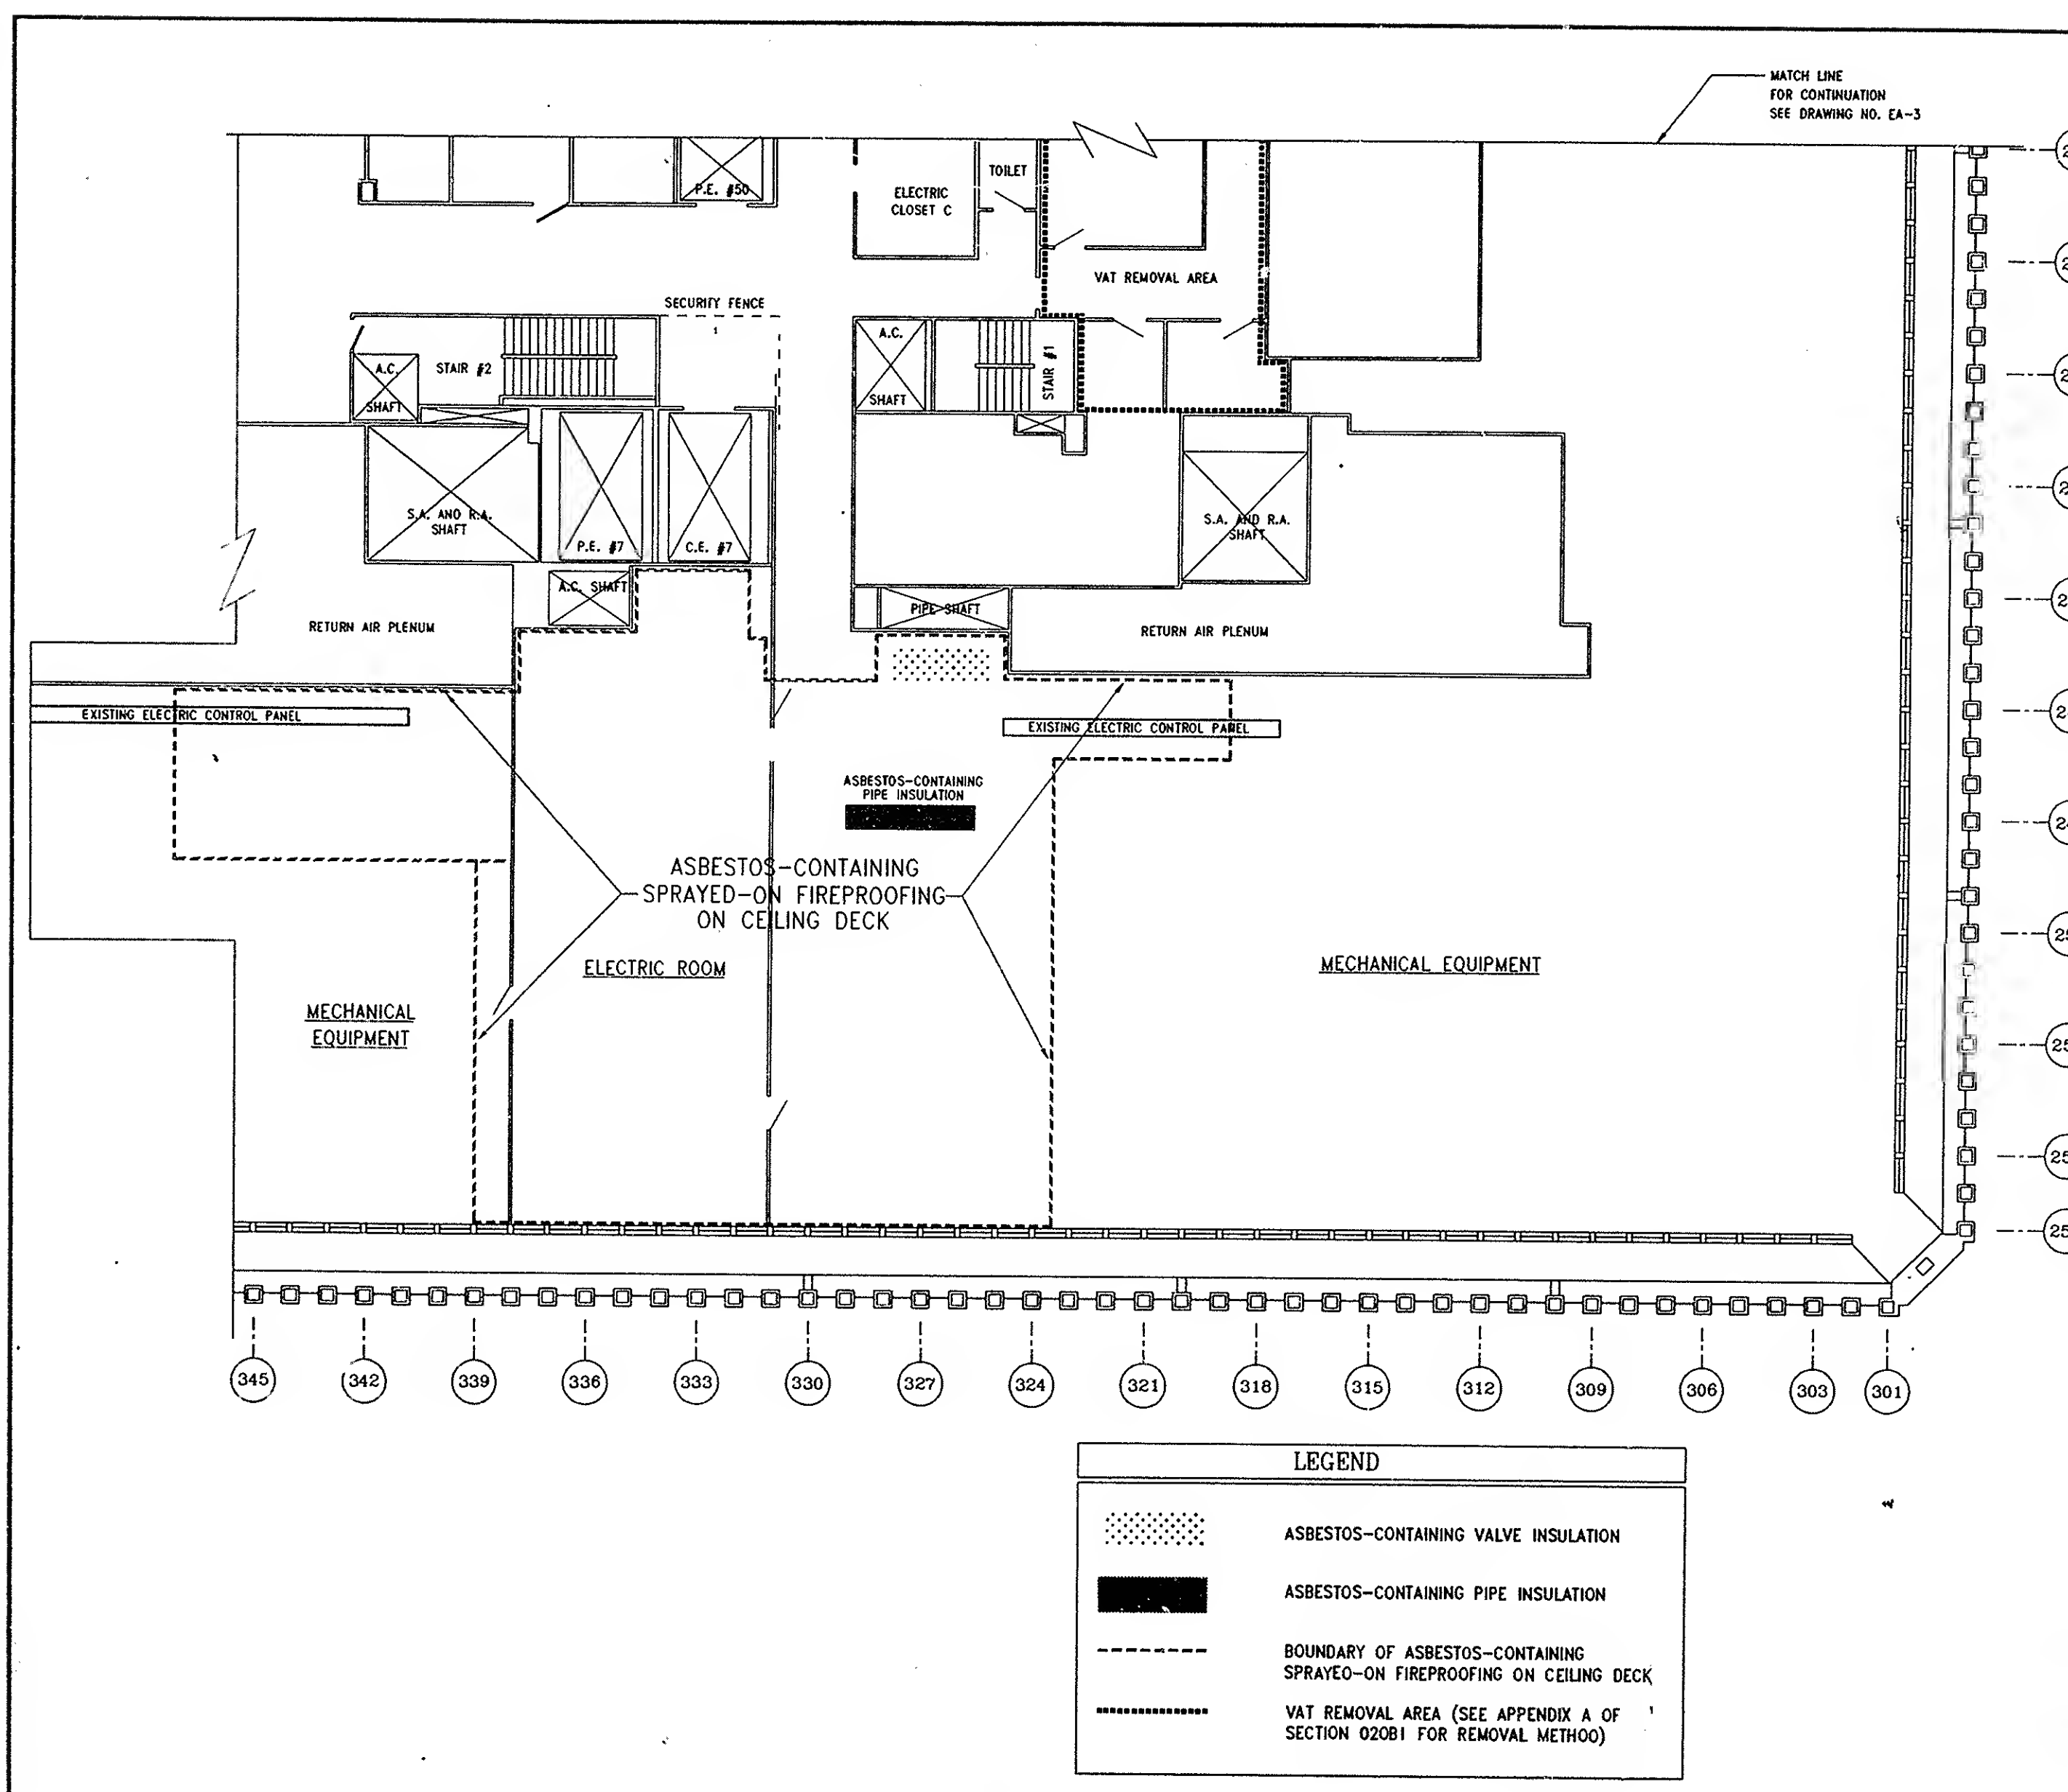 MATCH LINE
FOR CONTINUATION
SEE DRAWING NO. EA-3
P.E. #50
ELECTRIC
CLOSET C
TOILET
VAT REMOVAL AREA
SECURITY FENCE
A.C.
SHAFT
STAIR #2
A.C.
SHAFT
STAIR #1
S.A. AND R.A.
SHAFT
P.E. #7
C.E. #7
S.A. AND R.A.
SHAFT
A.C. SHAFT
PIPE SHAFT
RETURN AIR PLENUM
RETURN AIR PLENUM
EXISTING ELECTRIC CONTROL PANEL
EXISTING ELECTRIC CONTROL PANEL
ASBESTOS-CONTAINING
PIPE INSULATION
ASBESTOS-CONTAINING
SPRAYED-ON FIREPROOFING
ON CEILING DECK
ELECTRIC ROOM
MECHANICAL EQUIPMENT
MECHANICAL
EQUIPMENT
345 342 339 336 333 330 327 324 321 318 315 312 309 306 303 301
LEGEND
ASBESTOS-CONTAINING VALVE INSULATION
ASBESTOS-CONTAINING PIPE INSULATION
BOUNDARY OF ASBESTOS-CONTAINING
SPRAYEO-ON FIREPROOFING ON CEILING DECK
VAT REMOVAL AREA (SEE APPENDIX A OF
SECTION 020B1 FOR REMOVAL METHOO)